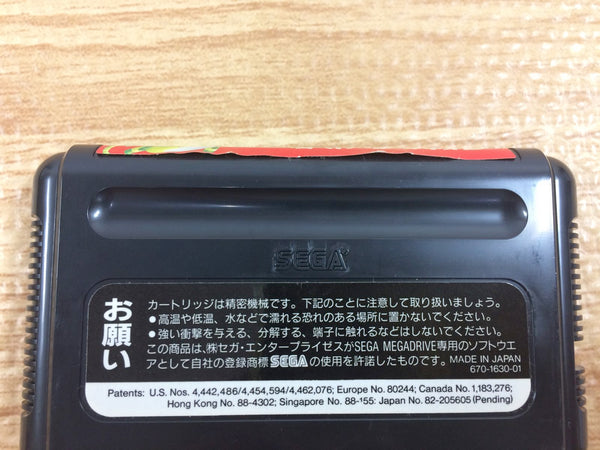 SEGA
お願い
カートリッジは精密機械です。下記のことに注意して取り扱いましょう。
●高温や低温、水などで濡れる恐れのある場所に置かないでください。
●強い衝撃を与える、分解する、端子に触れるなどはしないでください。
この商品は、㈱セガ・エンタープライゼスがSEGA MEGADRIVE専用のソフトウエ
アとして自社の登録商標SEGAの使用を許諾したものです。MADE IN JAPAN
670-1630-01
Patents: U.S. Nos. 4,442,486/4,454,594/4,462,076; Europe No. 80244; Canada No. 1,183,276;
Hong Kong No. 88-4302; Singapore No. 88-155: Japan No. 82-205605 (Pending)